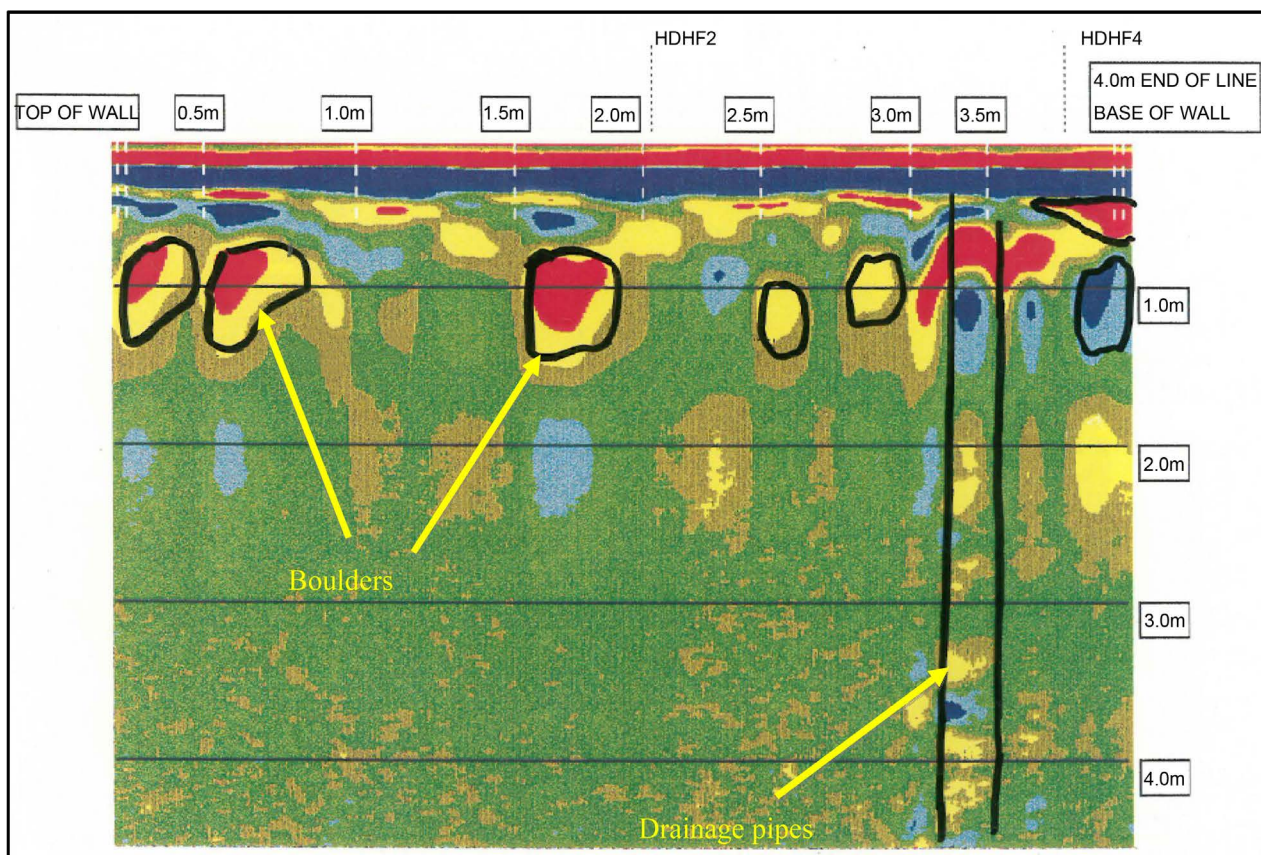 HDHF2
HDHF4
TOP OF WALL
0.5m
1.0m
1.5m
2.0m
2.5m
3.0m
3.5m
4.0m END OF LINE
BASE OF WALL
1.0m
2.0m
3.0m
4.0m
Boulders
Drainage pipes